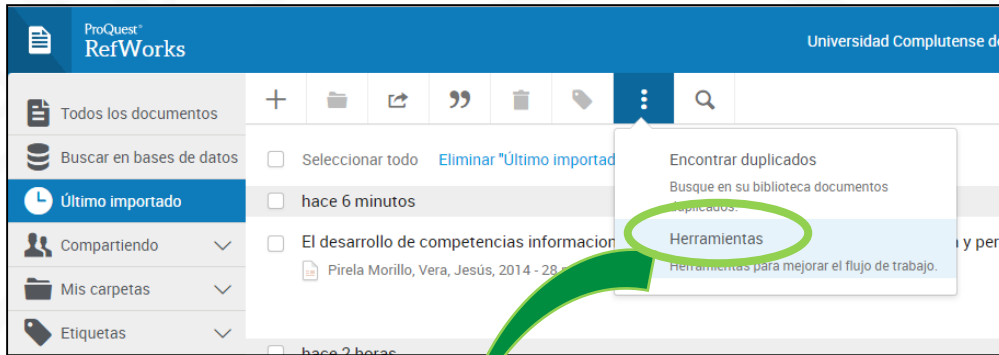 ProQuest®
RefWorks
Universidad Complutense d
Todos los documentos
Buscar en bases de datos
Último importado
Compartiendo
Mis carpetas
Etiquetas
Seleccionar todo Eliminar "Último importad
hace 6 minutos
El desarrollo de competencias informacion
y per
Pirela Morillo, Vera, Jesús, 2014 - 28
hace 2 horas
Encontrar duplicados
Busque en su biblioteca documentos
duplicados.
Herramientas
Herramientas para mejorar el flujo de trabajo.